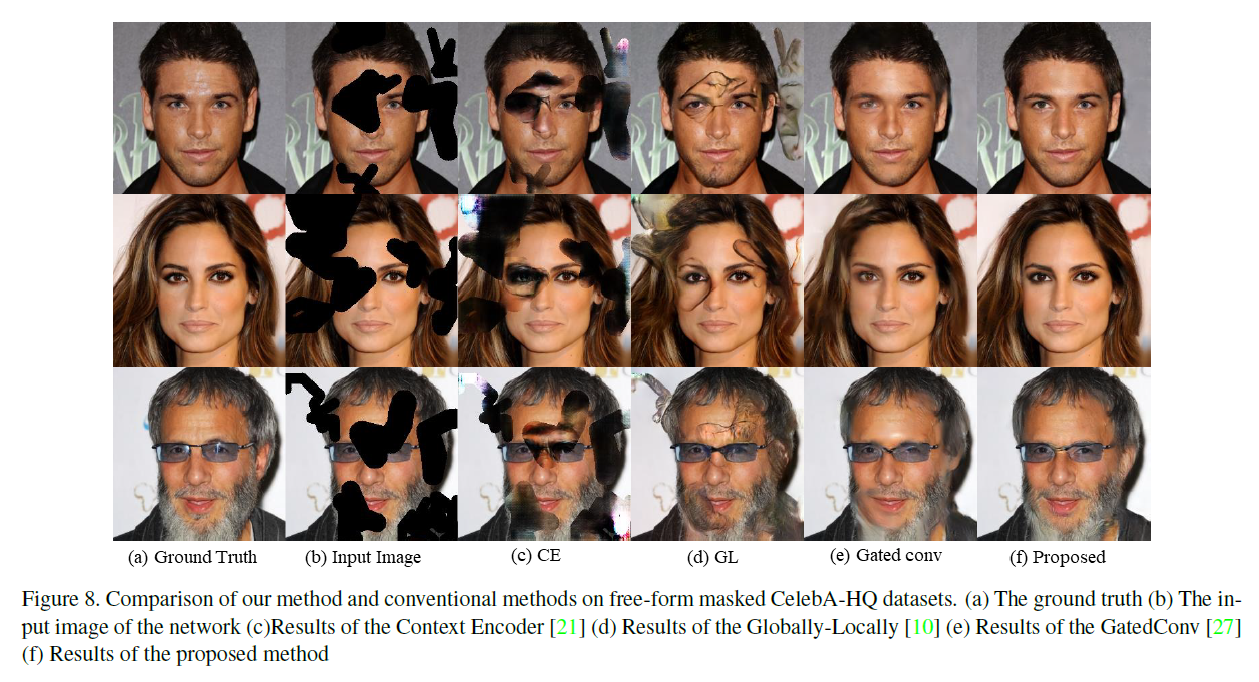 (a) Ground Truth (b) Input Image (c) CE (d) GL (e) Gated conv (f) Proposed
Figure 8. Comparison of our method and conventional methods on free-form masked CelebA-HQ datasets. (a) The ground truth (b) The in-
put image of the network (c)Results of the Context Encoder [21] (d) Results of the Globally-Locally [10] (e) Results of the GatedConv [27]
(f) Results of the proposed method